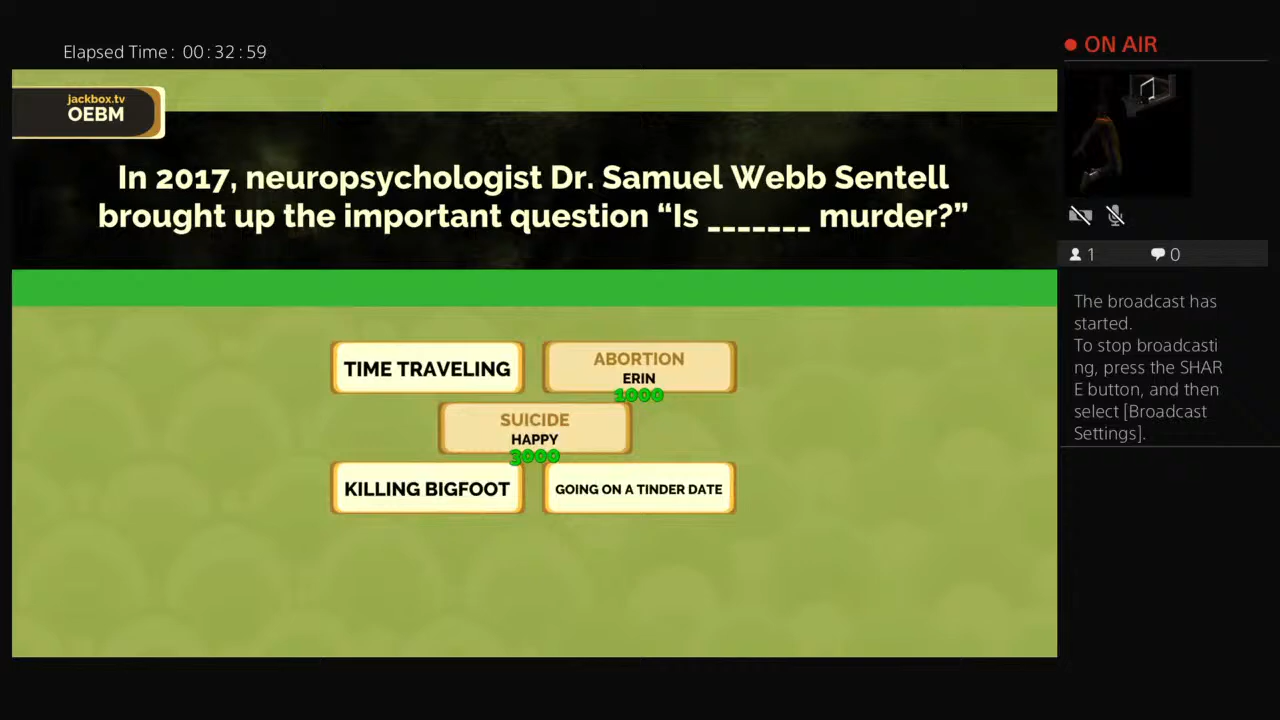 Elapsed Time: 00:32:59
ON AIR
jackbox.tv
OEBM
In 2017, neuropsychologist Dr. Samuel Webb Sentell
brought up the important question “Is _______ murder?”
1
0
TIME TRAVELING
ABORTION
ERIN
1000
SUICIDE
HAPPY
3000
KILLING BIGFOOT
GOING ON A TINDER DATE
The broadcast has
started.
To stop broadcasti
ng, press the SHAR
E button, and then
select [Broadcast
Settings].